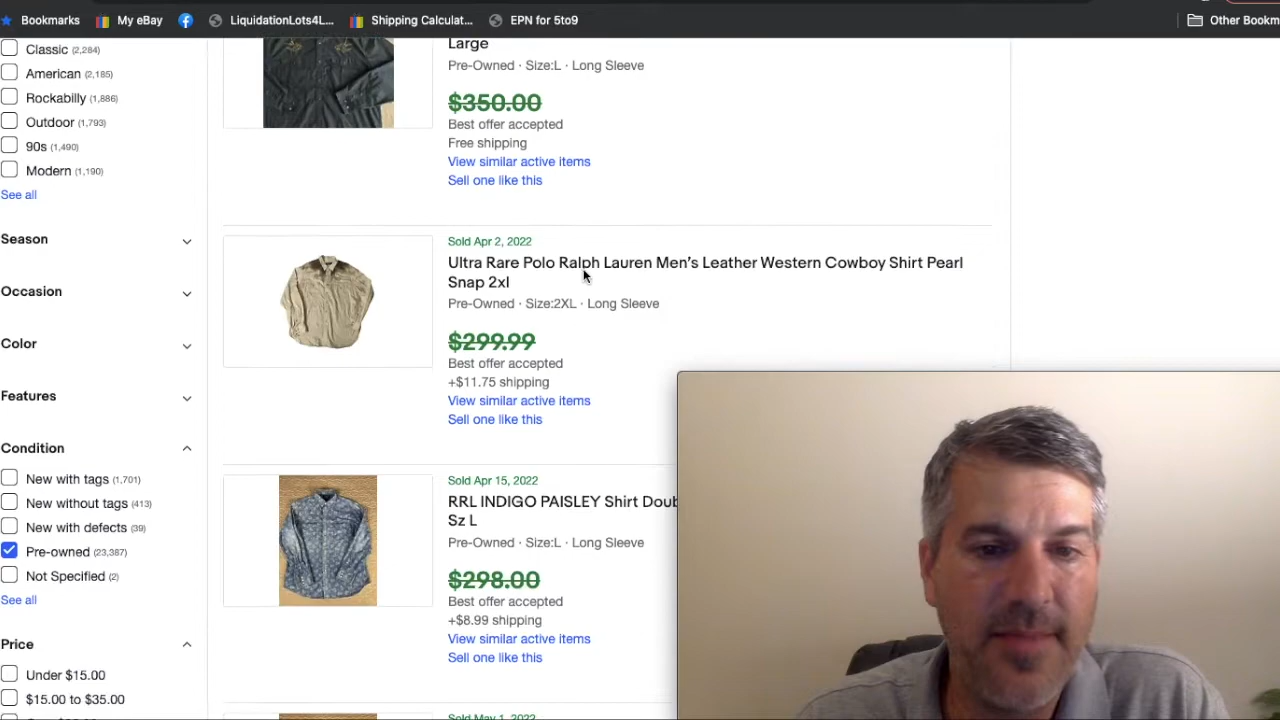 Bookmarks
My eBay
LiquidationLots4L...
Shipping Calculat...
EPN for 5to9
Other Bookm
Classic (2,284)
American (2,185)
Rockabilly (1,886)
Outdoor (1,793)
90s (1,490)
Modern (1,190)
See all
Season
Occasion
Color
Features
Condition
New with tags (1,701)
New without tags (413)
New with defects (39)
Pre-owned (23,387)
Not Specified (2)
See all
Price
Under $15.00
$15.00 to $35.00
Large
Pre-Owned · Size:L · Long Sleeve
$350.00
Best offer accepted
Free shipping
View similar active items
Sell one like this
Sold Apr 2, 2022
Ultra Rare Polo Ralph Lauren Men's Leather Western Cowboy Shirt Pearl
Snap 2xl
Pre-Owned · Size:2XL · Long Sleeve
$299.99
Best offer accepted
+$11.75 shipping
View similar active items
Sell one like this
Sold Apr 15, 2022
RRL INDIGO PAISLEY Shirt Doub
Sz L
Pre-Owned · Size:L · Long Sleeve
$298.00
Best offer accepted
+$8.99 shipping
View similar active items
Sell one like this
Sold May 1, 2022